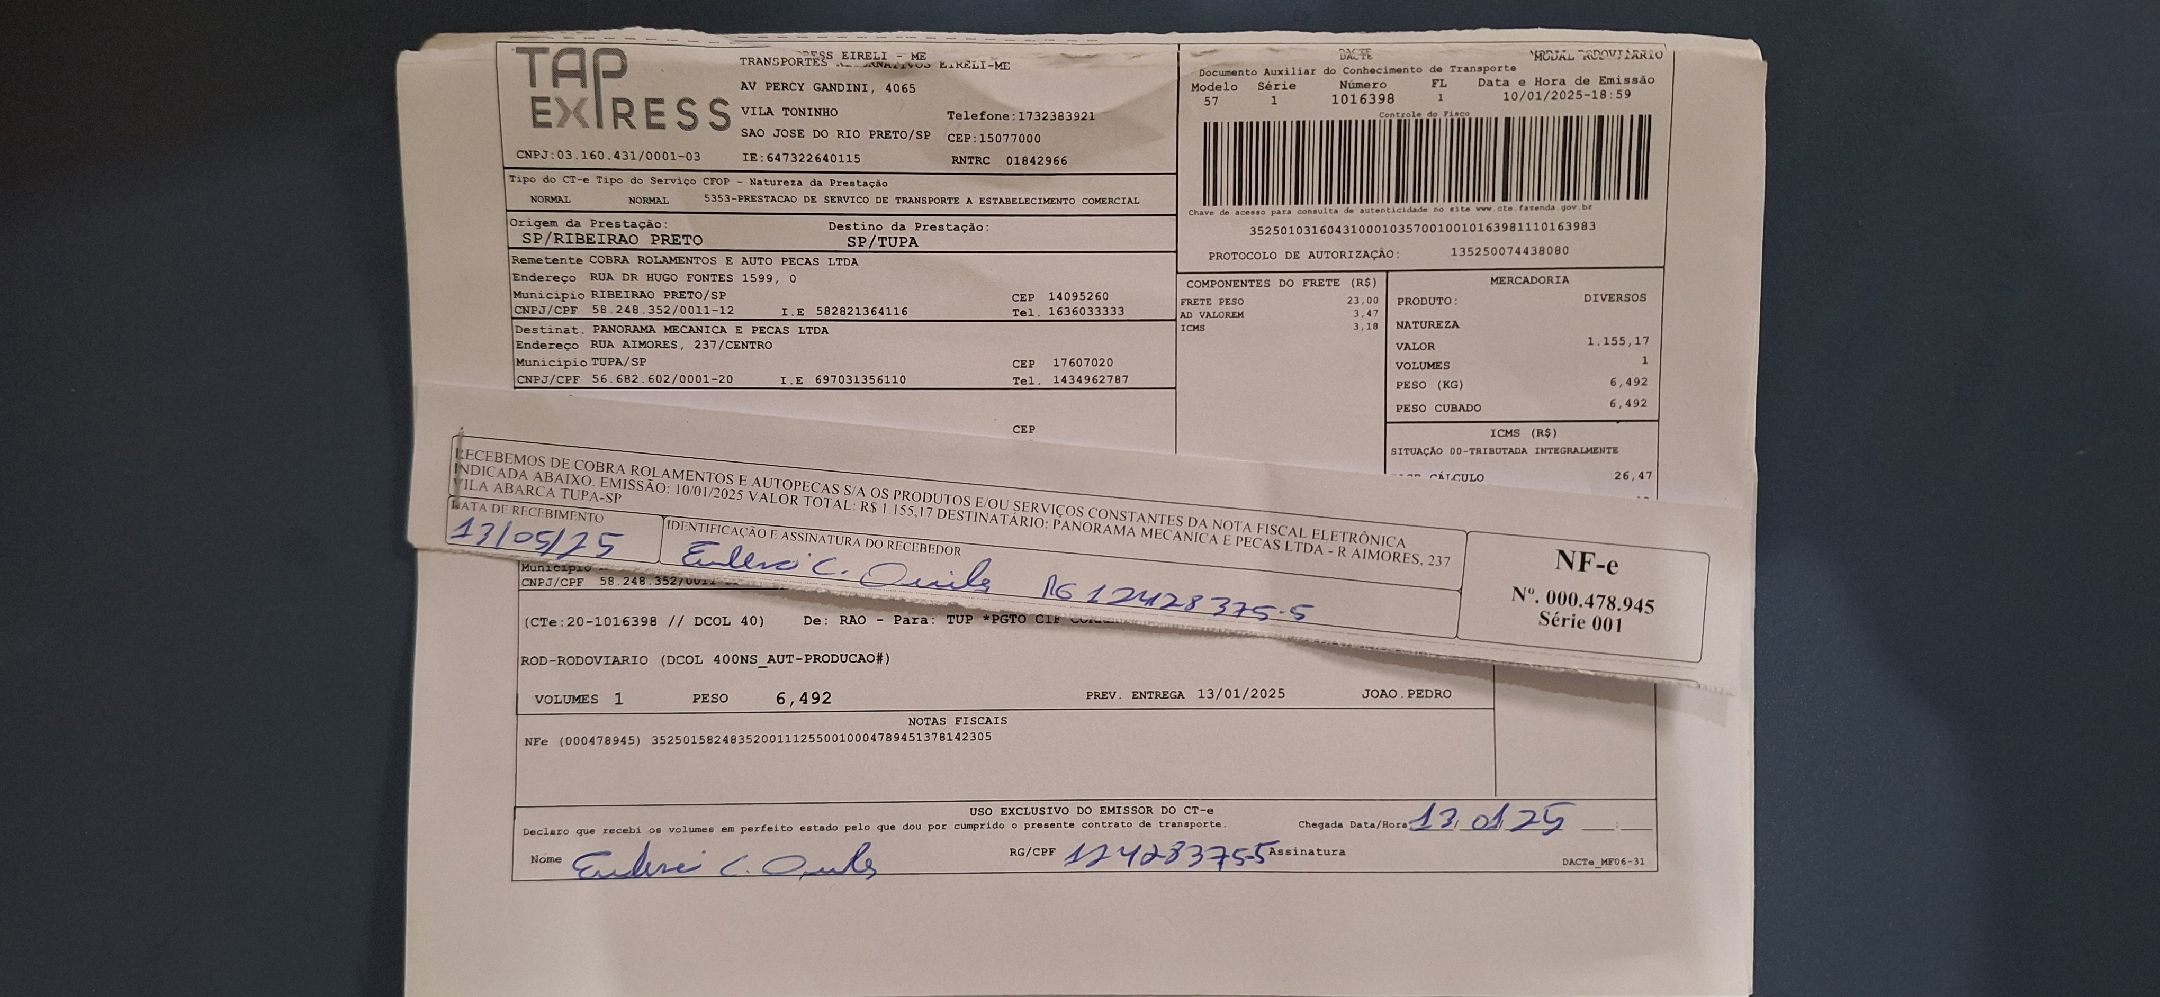 TAP EXPRESS
PRESS EIRELI - ME
TRANSPORTES EIRELI-ME
AV PERCY GANDINI, 4065
VILA TONINHO
Telefone:1732383921
SAO JOSE DO RIO PRETO/SP CEP:15077000
CNPJ:03.160.431/0001-03 IE:647322640115 RNTRC 01842966
DACTE MODAL RODOVIARIO
Documento Auxiliar do Conhecimento de Transporte
Modelo Série Número FL Data e Hora de Emissão
57 1 1016398 1 10/01/2025-18:59
Controle do Fisco
Chave de acesso para consulta de autenticidade no site www.cte.fazenda.gov.br
35250103160431000103570010010163981110163983
PROTOCOLO DE AUTORIZAÇÃO: 135250074438080
Tipo do CT-e Tipo do Serviço CFOP - Natureza da Prestação
NORMAL NORMAL 5353-PRESTACAO DE SERVICO DE TRANSPORTE A ESTABELECIMENTO COMERCIAL
Origem da Prestação: Destino da Prestação:
SP/RIBEIRAO PRETO SP/TUPA
Remetente COBRA ROLAMENTOS E AUTO PECAS LTDA
Endereço RUA DR HUGO FONTES 1599, 0
Município RIBEIRAO PRETO/SP CEP 14095260
CNPJ/CPF 58.248.352/0011-12 I.E 582821364116 Tel. 1636033333
Destinat. PANORAMA MECANICA E PECAS LTDA
Endereço RUA AIMORES, 237/CENTRO
Município TUPA/SP CEP 17607020
CNPJ/CPF 56.682.602/0001-20 I.E 697031356110 Tel. 1434962787
CEP
COMPONENTES DO FRETE (R$)
FRETE PESO 23,00
AD VALOREM 3,47
ICMS 3,18
MERCADORIA
PRODUTO: DIVERSOS
NATUREZA
VALOR 1.155,17
VOLUMES 1
PESO (KG) 6,492
PESO CUBADO 6,492
ICMS (R$)
SITUAÇÃO 00-TRIBUTADA INTEGRALMENTE
CÁLCULO 26,47
RECEBEMOS DE COBRA ROLAMENTOS E AUTOPECAS S/A OS PRODUTOS E/OU SERVIÇOS CONSTANTES DA NOTA FISCAL ELETRÔNICA
INDICADA ABAIXO. EMISSÃO: 10/01/2025 VALOR TOTAL: R$ 1.155,17 DESTINATÁRIO: PANORAMA MECANICA E PECAS LTDA - R AIMORES, 237
VILA ABARCA TUPA-SP
DATA DE RECEBIMENTO IDENTIFICAÇÃO E ASSINATURA DO RECEBEDOR
13/05/25 RG 12428375-5
NF-e
Nº. 000.478.945
Série 001
Município
CNPJ/CPF 58.248.352/0011
(CTe:20-1016398 // DCOL 40) De: RAO - Para: TUP *PGTO CIF
ROD-RODOVIARIO (DCOL 400NS_AUT-PRODUCAO#)
VOLUMES 1 PESO 6,492 PREV. ENTREGA 13/01/2025 JOAO.PEDRO
NOTAS FISCAIS
NFe (000478945) 35250158248352001112550010004789451378142305
USO EXCLUSIVO DO EMISSOR DO CT-e
Declaro que recebi os volumes em perfeito estado pelo que dou por cumprido o presente contrato de transporte. Chegada Data/Hora 13/01/25
Nome RG/CPF 12428375-5 Assinatura
DACTe_MF06-31